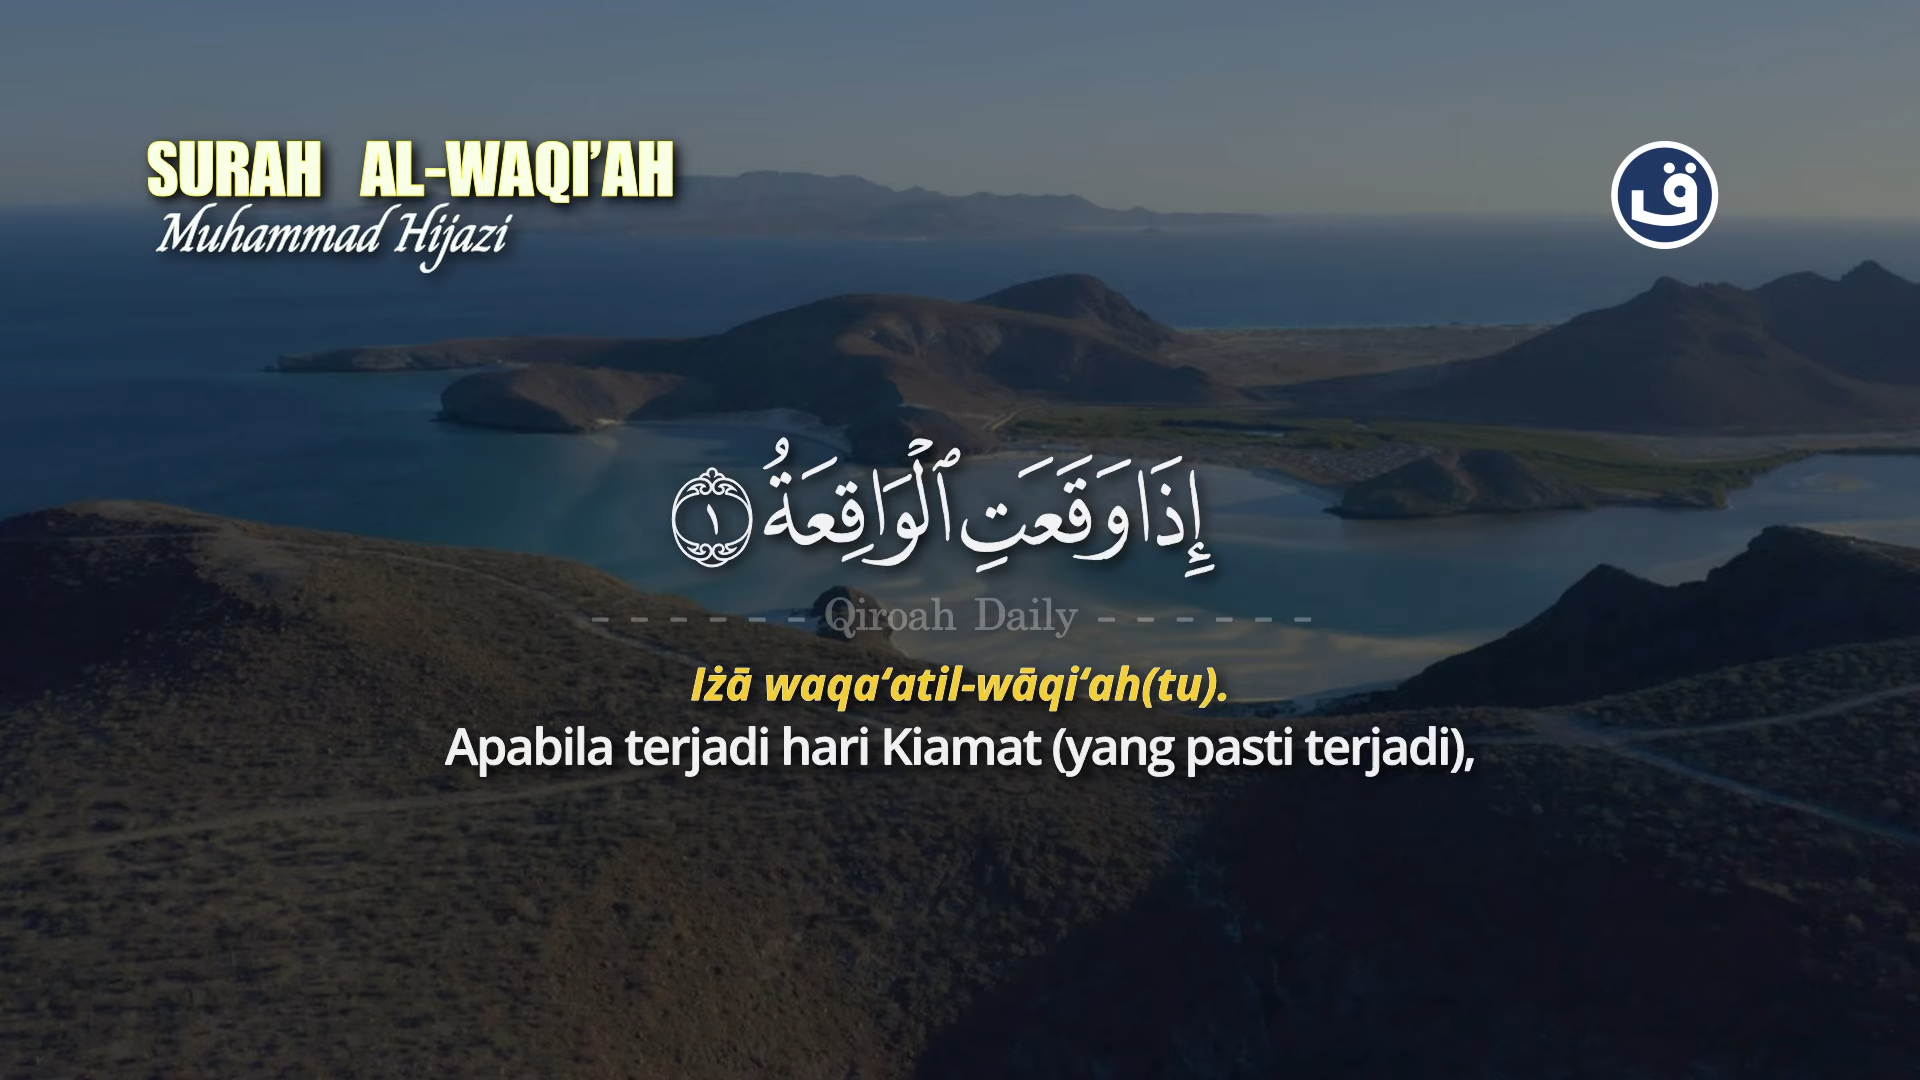 SURAH AL-WAQI’AH
Muhammad Hijazi
ق
إِذَا وَقَعَتِ ٱلْوَاقِعَةُ ١
- - - - - - Qiroah Daily - - - - - -
Iżā waqa‘atil-wāqi‘ah(tu).
Apabila terjadi hari Kiamat (yang pasti terjadi),